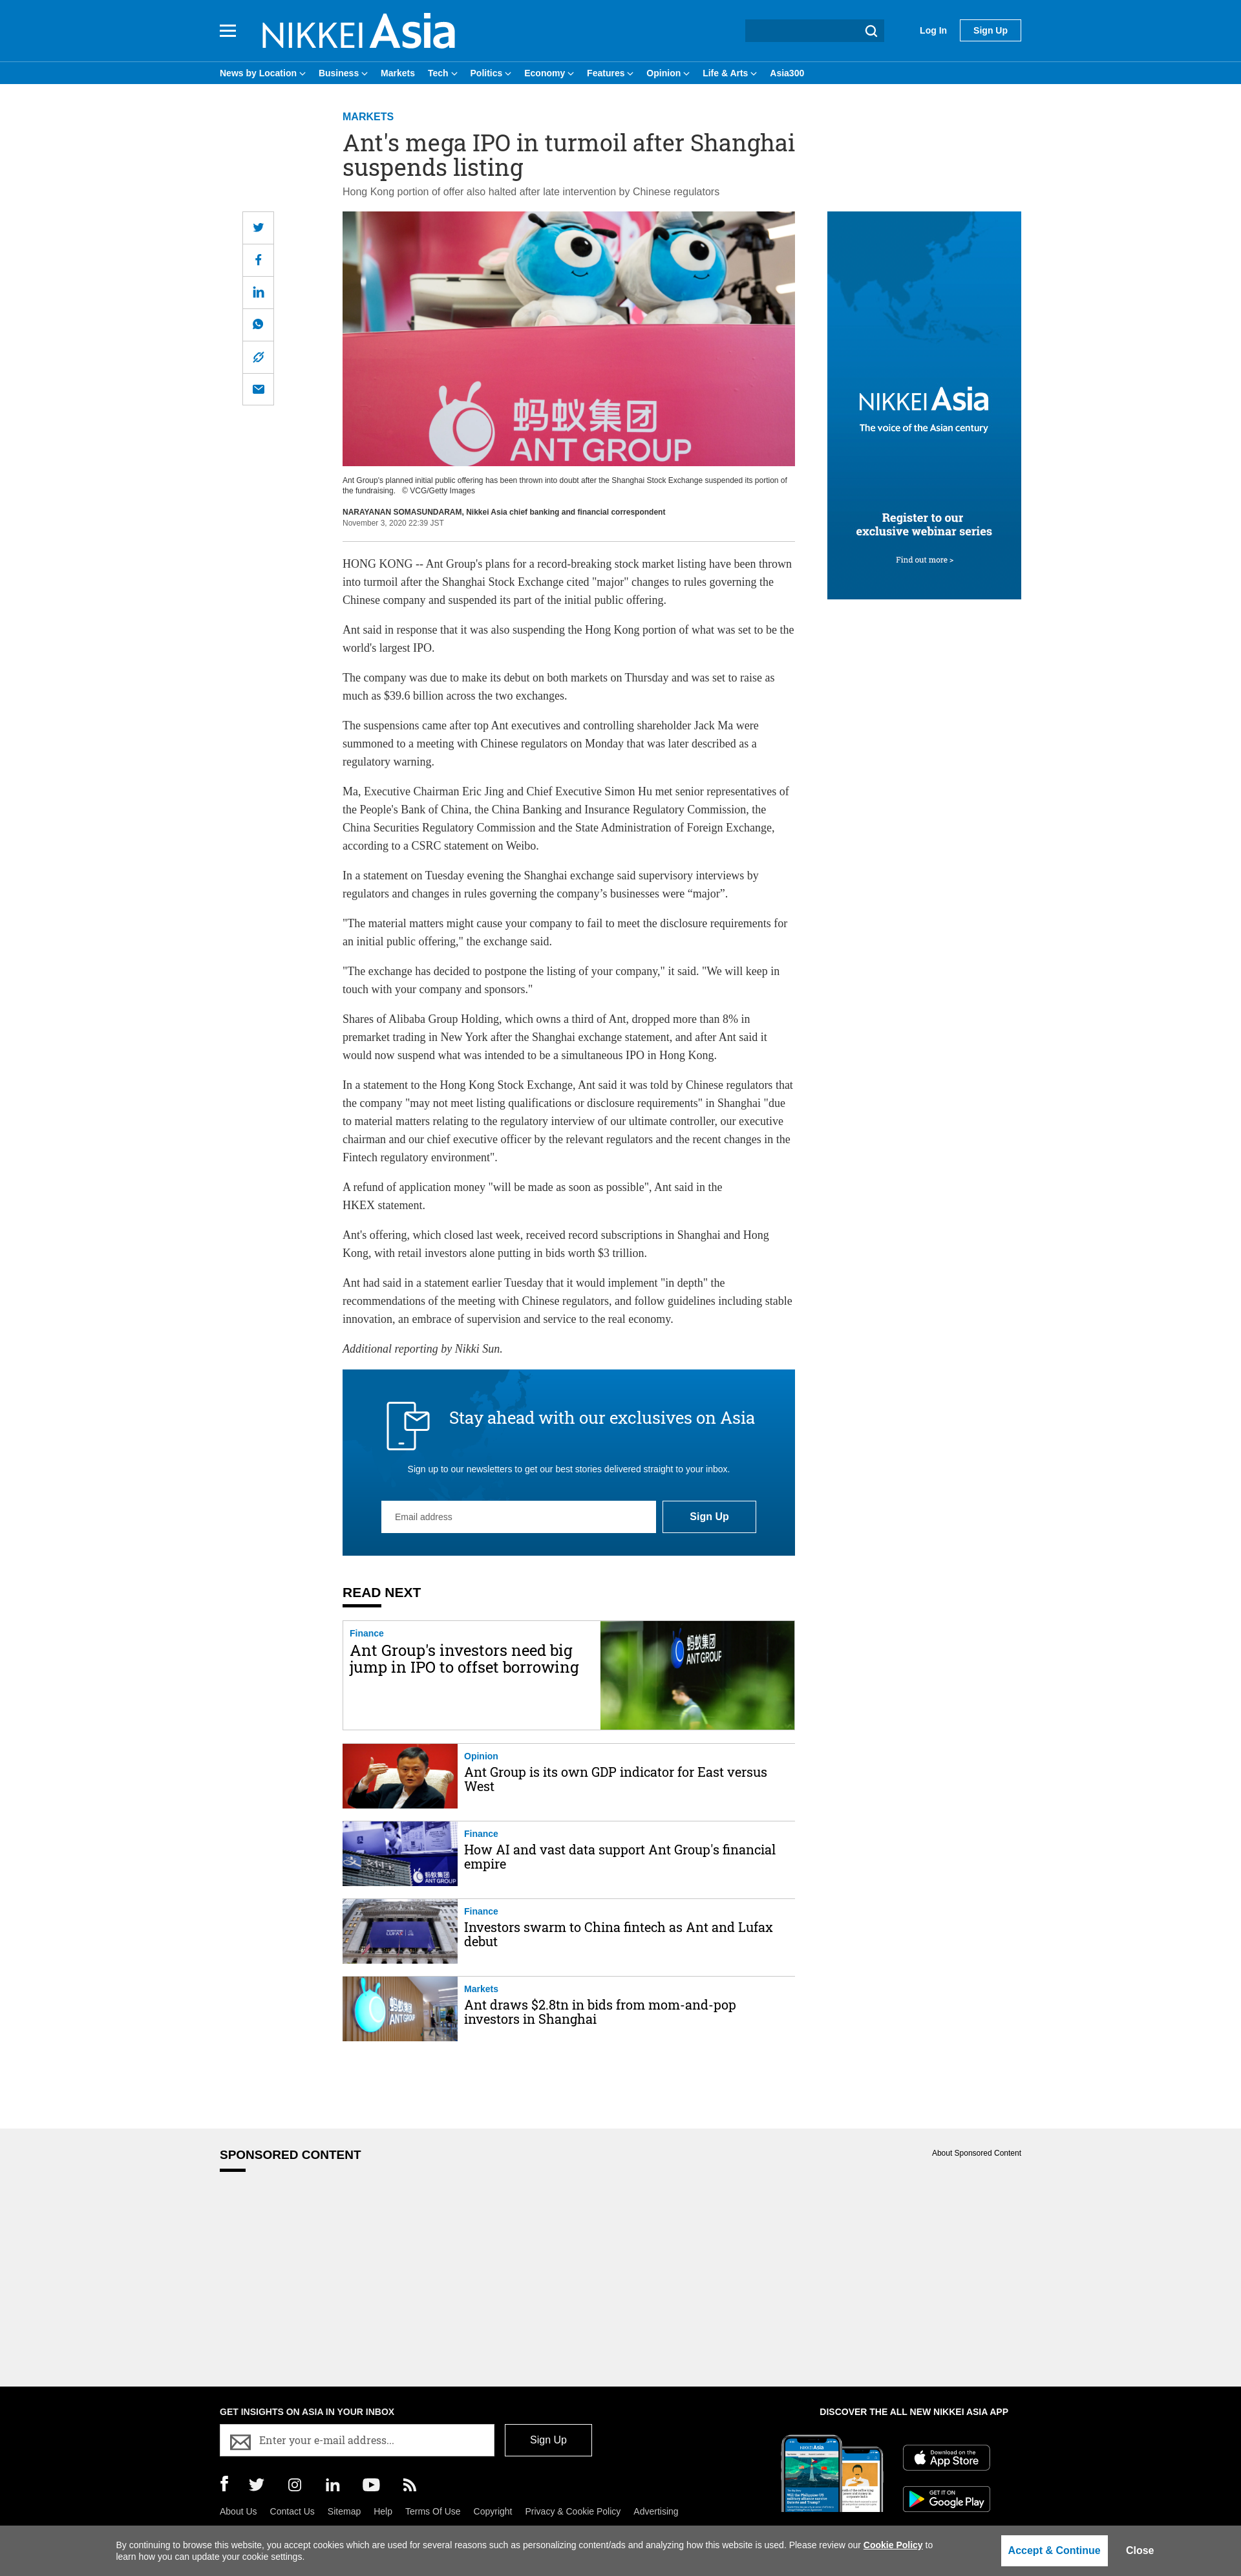 NIKKEI Asia
Log In
Sign Up
News by Location
Business
Markets
Tech
Politics
Economy
Features
Opinion
Life & Arts
Asia300
MARKETS
Ant's mega IPO in turmoil after Shanghai
suspends listing
Hong Kong portion of offer also halted after late intervention by Chinese regulators
蚂蚁集团
ANT GROUP
NIKKEI Asia
The voice of the Asian century
Register to our
exclusive webinar series
Find out more >
Ant Group's planned initial public offering has been thrown into doubt after the Shanghai Stock Exchange suspended its portion of
the fundraising.   © VCG/Getty Images
NARAYANAN SOMASUNDARAM, Nikkei Asia chief banking and financial correspondent
November 3, 2020 22:39 JST
HONG KONG -- Ant Group's plans for a record-breaking stock market listing have been thrown
into turmoil after the Shanghai Stock Exchange cited "major" changes to rules governing the
Chinese company and suspended its part of the initial public offering.
Ant said in response that it was also suspending the Hong Kong portion of what was set to be the
world's largest IPO.
The company was due to make its debut on both markets on Thursday and was set to raise as
much as $39.6 billion across the two exchanges.
The suspensions came after top Ant executives and controlling shareholder Jack Ma were
summoned to a meeting with Chinese regulators on Monday that was later described as a
regulatory warning.
Ma, Executive Chairman Eric Jing and Chief Executive Simon Hu met senior representatives of
the People's Bank of China, the China Banking and Insurance Regulatory Commission, the
China Securities Regulatory Commission and the State Administration of Foreign Exchange,
according to a CSRC statement on Weibo.
In a statement on Tuesday evening the Shanghai exchange said supervisory interviews by
regulators and changes in rules governing the company’s businesses were “major”.
"The material matters might cause your company to fail to meet the disclosure requirements for
an initial public offering," the exchange said.
"The exchange has decided to postpone the listing of your company," it said. "We will keep in
touch with your company and sponsors."
Shares of Alibaba Group Holding, which owns a third of Ant, dropped more than 8% in
premarket trading in New York after the Shanghai exchange statement, and after Ant said it
would now suspend what was intended to be a simultaneous IPO in Hong Kong.
In a statement to the Hong Kong Stock Exchange, Ant said it was told by Chinese regulators that
the company "may not meet listing qualifications or disclosure requirements" in Shanghai "due
to material matters relating to the regulatory interview of our ultimate controller, our executive
chairman and our chief executive officer by the relevant regulators and the recent changes in the
Fintech regulatory environment".
A refund of application money "will be made as soon as possible", Ant said in the
HKEX statement.
Ant's offering, which closed last week, received record subscriptions in Shanghai and Hong
Kong, with retail investors alone putting in bids worth $3 trillion.
Ant had said in a statement earlier Tuesday that it would implement "in depth" the
recommendations of the meeting with Chinese regulators, and follow guidelines including stable
innovation, an embrace of supervision and service to the real economy.
Additional reporting by Nikki Sun.
Stay ahead with our exclusives on Asia
Sign up to our newsletters to get our best stories delivered straight to your inbox.
Email address
Sign Up
READ NEXT
Finance
Ant Group's investors need big
jump in IPO to offset borrowing
蚂蚁集团
ANT GROUP
Opinion
Ant Group is its own GDP indicator for East versus
West
Finance
How AI and vast data support Ant Group's financial
empire
蚂蚁集团
ANT GROUP
Finance
Investors swarm to China fintech as Ant and Lufax
debut
LUFAX
Markets
Ant draws $2.8tn in bids from mom-and-pop
investors in Shanghai
蚂蚁集团
ANT GROUP
SPONSORED CONTENT
About Sponsored Content
GET INSIGHTS ON ASIA IN YOUR INBOX
Enter your e-mail address...
Sign Up
DISCOVER THE ALL NEW NIKKEI ASIA APP
Download on the
App Store
GET IT ON
Google Play
About Us
Contact Us
Sitemap
Help
Terms Of Use
Copyright
Privacy & Cookie Policy
Advertising
By continuing to browse this website, you accept cookies which are used for several reasons such as personalizing content/ads and analyzing how this website is used. Please review our Cookie Policy to
learn how you can update your cookie settings.
Accept & Continue
Close